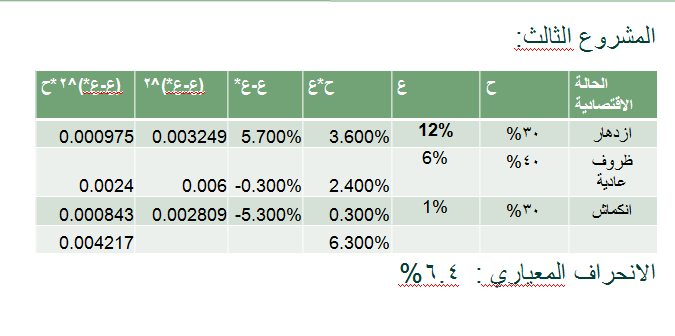 المشروع الثالث:
الحالة الاقتصادية	ح	ع	ح*ع	ع-ع*	(ع-ع*)^٢	(ع-ع*)^٢*ح
ازدهار	٣٠%	12%	3.600%	5.700%	0.003249	0.000975
ظروف عادية	٤٠%	6%	2.400%	-0.300%	0.006	0.0024
انكماش	٣٠%	1%	0.300%	-5.300%	0.002809	0.000843
6.300%	0.004217
الانحراف المعياري : ٦.٤%